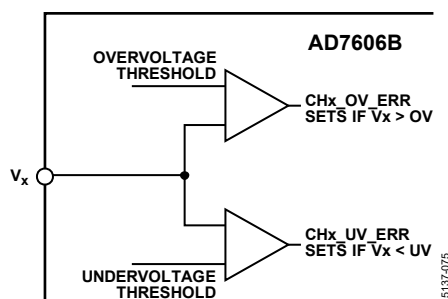 AD7606B
OVERVOLTAGE
THRESHOLD
CHx_OV_ERR
SETS IF Vx > OV
Vx
CHx_UV_ERR
SETS IF Vx < UV
UNDERVOLTAGE
THRESHOLD
15137-075